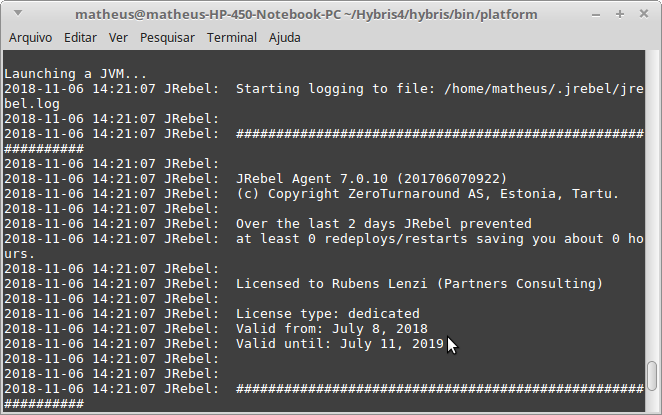 matheus@matheus-HP-450-Notebook-PC ~/Hybris4/hybris/bin/platform
Arquivo Editar Ver Pesquisar Terminal Ajuda
Launching a JVM...
2018-11-06 14:21:07 JRebel:  Starting logging to file: /home/matheus/.jrebel/jre
bel.log
2018-11-06 14:21:07 JRebel:
2018-11-06 14:21:07 JRebel:  ###################################################
##########
2018-11-06 14:21:07 JRebel:
2018-11-06 14:21:07 JRebel:  JRebel Agent 7.0.10 (201706070922)
2018-11-06 14:21:07 JRebel:  (c) Copyright ZeroTurnaround AS, Estonia, Tartu.
2018-11-06 14:21:07 JRebel:
2018-11-06 14:21:07 JRebel:  Over the last 2 days JRebel prevented
2018-11-06 14:21:07 JRebel:  at least 0 redeploys/restarts saving you about 0 ho
urs.
2018-11-06 14:21:07 JRebel:
2018-11-06 14:21:07 JRebel:  Licensed to Rubens Lenzi (Partners Consulting)
2018-11-06 14:21:07 JRebel:
2018-11-06 14:21:07 JRebel:  License type: dedicated
2018-11-06 14:21:07 JRebel:  Valid from: July 8, 2018
2018-11-06 14:21:07 JRebel:  Valid until: July 11, 2019
2018-11-06 14:21:07 JRebel:
2018-11-06 14:21:07 JRebel:
2018-11-06 14:21:07 JRebel:  ###################################################
##########